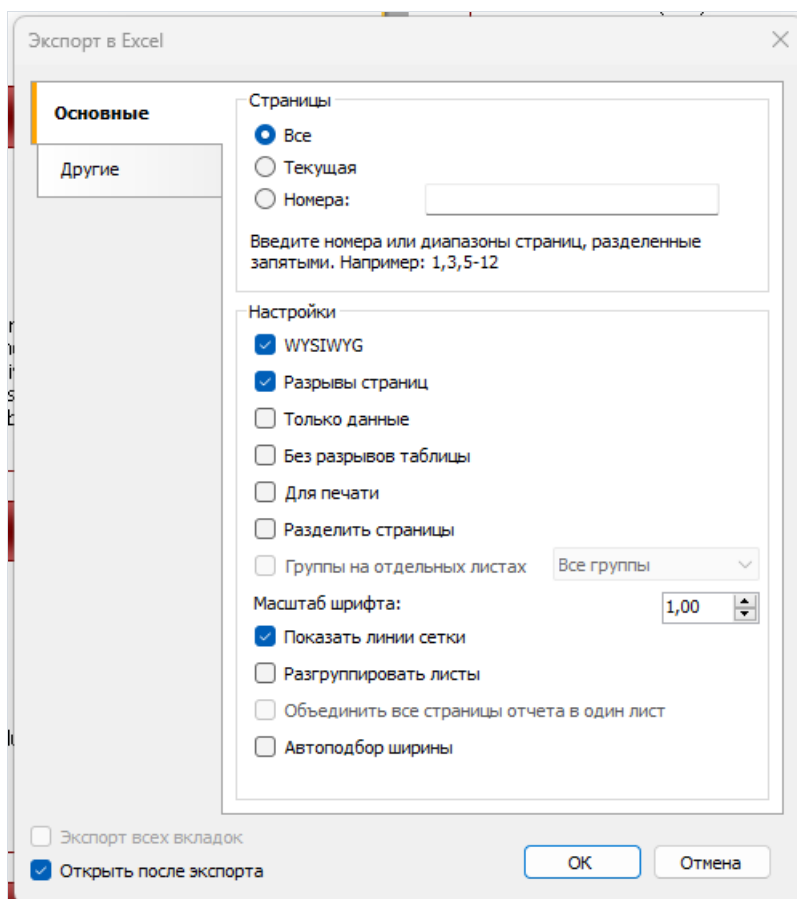 Экспорт в Excel
Основные
Другие
Страницы
Все
Текущая
Номера:
Введите номера или диапазоны страниц, разделенные
запятыми. Например: 1,3,5-12
Настройки
WYSIWYG
Разрывы страниц
Только данные
Без разрывов таблицы
Для печати
Разделить страницы
Группы на отдельных листах Все группы
Масштаб шрифта: 1,00
Показать линии сетки
Разгруппировать листы
Объединить все страницы отчета в один лист
Автоподбор ширины
Экспорт всех вкладок
Открыть после экспорта
ОК Отмена